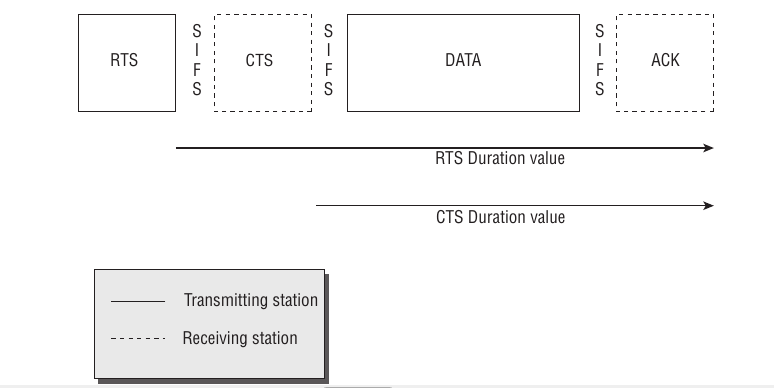 RTS
SIFS
CTS
SIFS
DATA
SIFS
ACK
RTS Duration value
CTS Duration value
Transmitting station
Receiving station